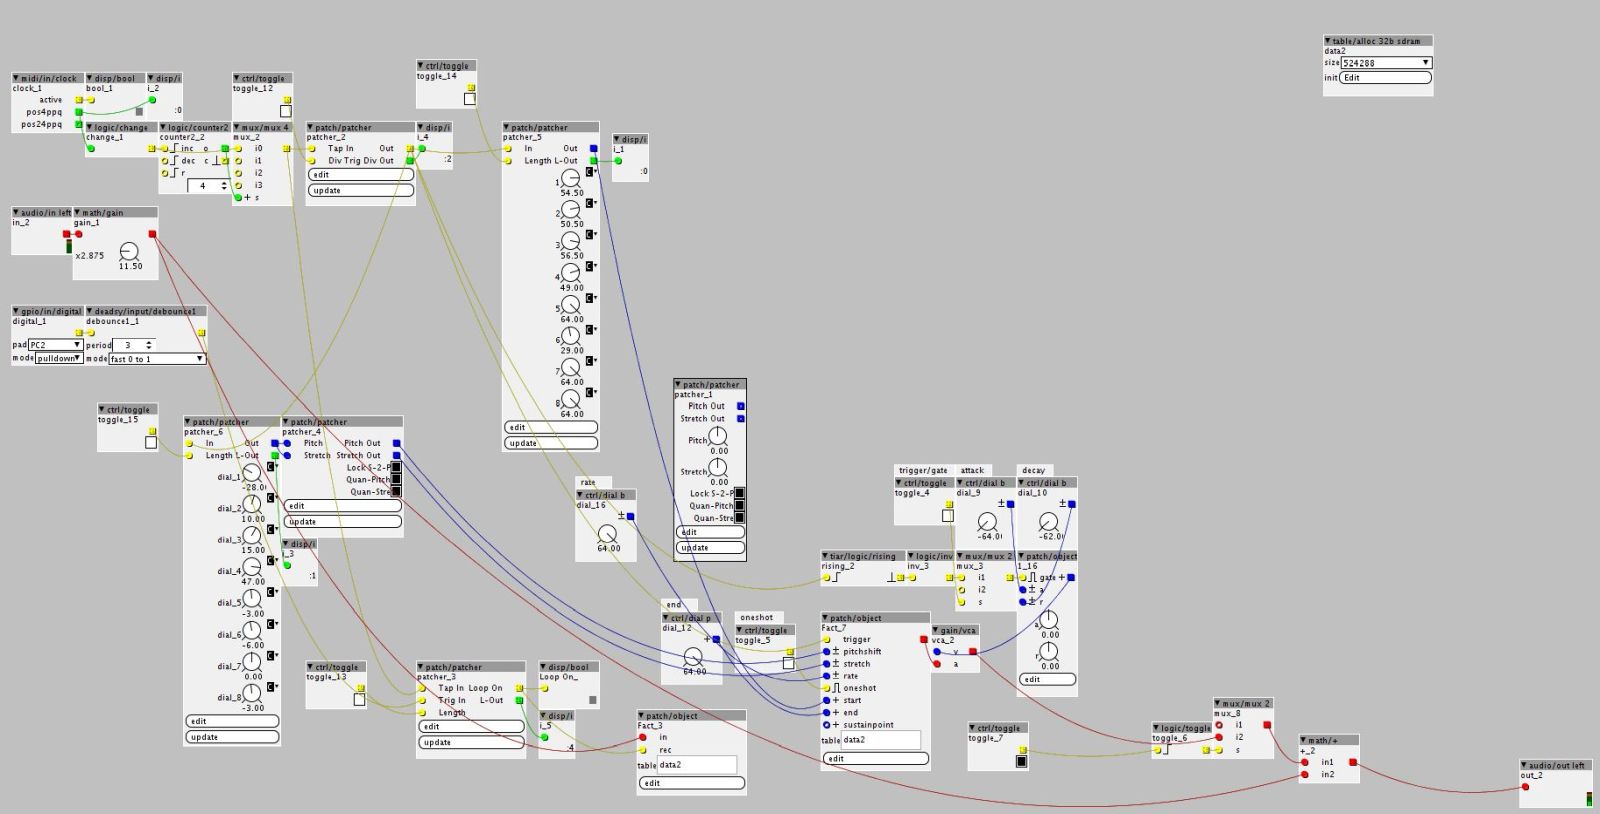 midi/in/clock
clock_1
active
pos4ppq
pos24ppq
disp/bool
bool_1
disp/i
i_2
:0
ctrl/toggle
toggle_12
ctrl/toggle
toggle_14
table/alloc 32b sdram
data2
size 524288
init Edit
logic/change
change_1
logic/counter2
counter2_2
inc o
dec c
r
4
mux/mux 4
mux_2
i0
i1
i2
i3
s
patch/patcher
patcher_2
Tap In Out
Div Trig Div Out
edit
update
disp/i
i_4
:2
patch/patcher
patcher_5
In Out
Length L-Out
1
54.50
2
50.50
3
56.50
4
49.00
5
64.00
6
29.00
7
64.00
8
64.00
edit
update
disp/i
i_1
:0
audio/in left
in_2
math/gain
gain_1
x2.875
11.50
gpio/in/digital
digital_1
pad PC2
mode pulldown
deadsy/input/debounce1
debounce1_1
period 3
mode fast 0 to 1
ctrl/toggle
toggle_15
patch/patcher
patcher_6
In Out
Length L-Out
dial_1
-28.0
dial_2
10.00
dial_3
15.00
dial_4
47.00
dial_5
-3.00
dial_6
-6.00
dial_7
0.00
dial_8
-3.00
edit
update
patch/patcher
patcher_4
Pitch Pitch Out
Stretch Stretch Out
Lock S-2-P
Quan-Pitch
Quan-Stre
edit
update
disp/i
i_3
:1
patch/patcher
patcher_1
Pitch Out
Stretch Out
Pitch
0.00
Stretch
0.00
Lock S-2-P
Quan-Pitch
Quan-Stre
edit
update
rate
ctrl/dial b
dial_16
64.00
trigger/gate
attack
decay
ctrl/toggle
toggle_4
ctrl/dial b
dial_9
-64.0
ctrl/dial b
dial_10
-62.0
tiar/logic/rising
rising_2
logic/inv
inv_3
mux/mux 2
mux_3
i1
i2
s
patch/object
1_16
gate
a
r
a
0.00
r
0.00
edit
end
ctrl/dial p
dial_12
64.00
oneshot
ctrl/toggle
toggle_5
patch/object
Fact_7
trigger
pitchshift
stretch
rate
oneshot
start
end
sustainpoint
table data2
edit
gain/vca
vca_2
v
a
ctrl/toggle
toggle_13
patch/patcher
patcher_3
Tap In Loop On
Trig In L-Out
Length
edit
update
disp/bool
Loop On_
disp/i
i_5
:4
patch/object
Fact_3
in
rec
table data2
edit
ctrl/toggle
toggle_7
logic/toggle
toggle_6
mux/mux 2
mux_8
i1
i2
s
math/+
+_2
in1
in2
audio/out left
out_2